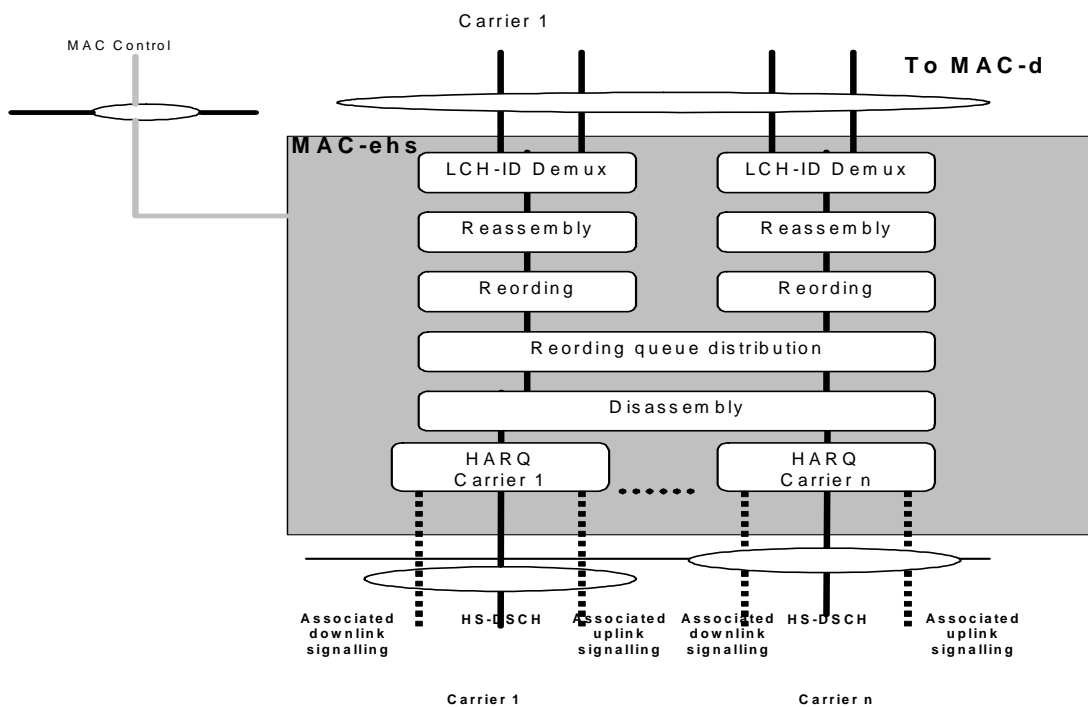 Carrier 1
MAC Control
To MAC-d
MAC-ehs
LCH-ID Demux LCH-ID Demux
Reassembly Reassembly
Reording Reording
Reording queue distribution
Disassembly
HARQ HARQ
Carrier 1 Carrier n
Associated HS-DSCH Associated Associated HS-DSCH Associated
downlink uplink downlink uplink
signalling signalling signalling signalling
Carrier 1 Carrier n